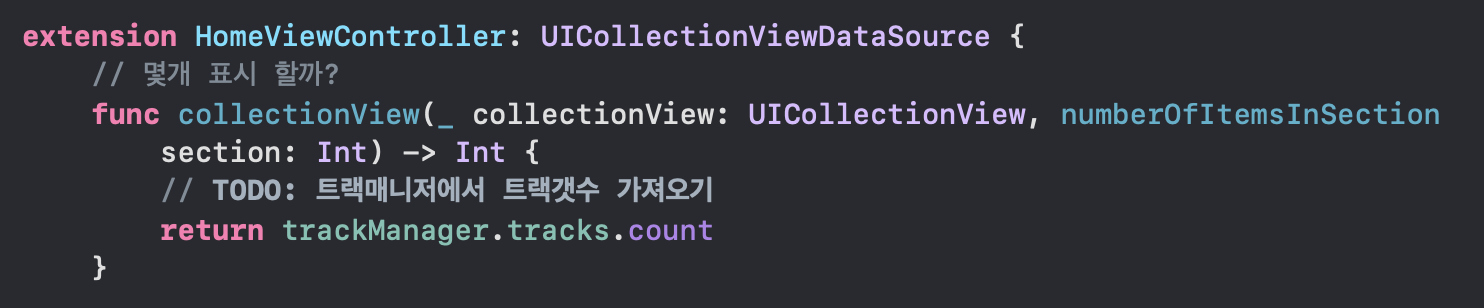 extension HomeViewController: UICollectionViewDataSource {
    // 몇개 표시 할까?
    func collectionView(_ collectionView: UICollectionView, numberOfItemsInSection
        section: Int) -> Int {
        // TODO: 트랙매니저에서 트랙갯수 가져오기
        return trackManager.tracks.count
    }